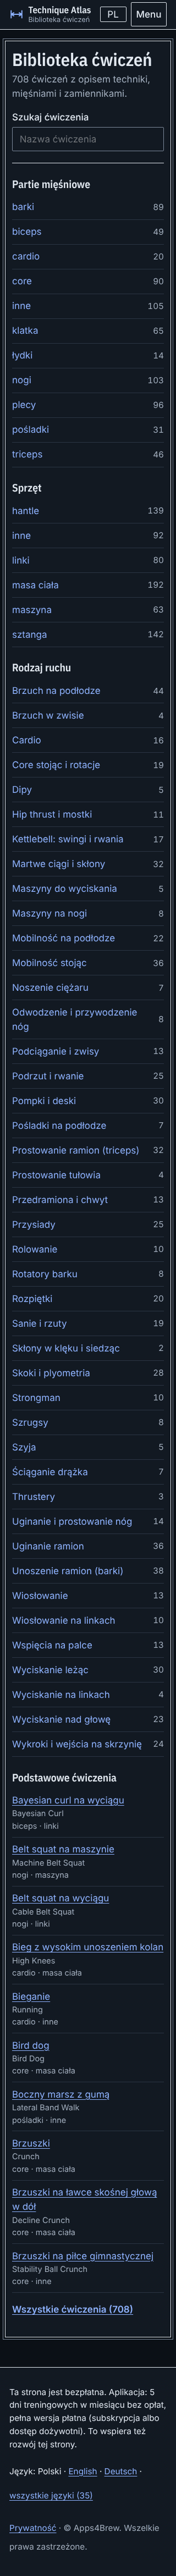 Technique Atlas
Biblioteka ćwiczeń
PL
Menu
Biblioteka ćwiczeń
708 ćwiczeń z opisem techniki,
mięśniami i zamiennikami.
Szukaj ćwiczenia
Nazwa ćwiczenia
Partie mięśniowe
barki 89
biceps 49
cardio 20
core 90
inne 105
klatka 65
łydki 14
nogi 103
plecy 96
pośladki 31
triceps 46
Sprzęt
hantle 139
inne 92
linki 80
masa ciała 192
maszyna 63
sztanga 142
Rodzaj ruchu
Brzuch na podłodze 44
Brzuch w zwisie 4
Cardio 16
Core stojąc i rotacje 19
Dipy 5
Hip thrust i mostki 11
Kettlebell: swingi i rwania 17
Martwe ciągi i skłony 32
Maszyny do wyciskania 5
Maszyny na nogi 8
Mobilność na podłodze 22
Mobilność stojąc 36
Noszenie ciężaru 7
Odwodzenie i przywodzenie
nóg 8
Podciąganie i zwisy 13
Podrzut i rwanie 25
Pompki i deski 30
Pośladki na podłodze 7
Prostowanie ramion (triceps) 32
Prostowanie tułowia 4
Przedramiona i chwyt 13
Przysiady 25
Rolowanie 10
Rotatory barku 8
Rozpiętki 20
Sanie i rzuty 19
Skłony w klęku i siedząc 2
Skoki i plyometria 28
Strongman 10
Szrugsy 8
Szyja 5
Ściąganie drążka 7
Thrustery 3
Uginanie i prostowanie nóg 14
Uginanie ramion 36
Unoszenie ramion (barki) 38
Wiosłowanie 13
Wiosłowanie na linkach 10
Wspięcia na palce 13
Wyciskanie leżąc 30
Wyciskanie na linkach 4
Wyciskanie nad głowę 23
Wykroki i wejścia na skrzynię 24
Podstawowe ćwiczenia
Bayesian curl na wyciągu
Bayesian Curl
biceps · linki
Belt squat na maszynie
Machine Belt Squat
nogi · maszyna
Belt squat na wyciągu
Cable Belt Squat
nogi · linki
Bieg z wysokim unoszeniem kolan
High Knees
cardio · masa ciała
Bieganie
Running
cardio · inne
Bird dog
Bird Dog
core · masa ciała
Boczny marsz z gumą
Lateral Band Walk
pośladki · inne
Brzuszki
Crunch
core · masa ciała
Brzuszki na ławce skośnej głową
w dół
Decline Crunch
core · masa ciała
Brzuszki na piłce gimnastycznej
Stability Ball Crunch
core · inne
Wszystkie ćwiczenia (708)
Ta strona jest bezpłatna. Aplikacja: 5
dni treningowych w miesiącu bez opłat,
pełna wersja płatna (subskrypcja albo
dostęp dożywotni). To wspiera też
rozwój tej strony.
Język: Polski · English · Deutsch ·
wszystkie języki (35)
Prywatność · © Apps4Brew. Wszelkie
prawa zastrzeżone.